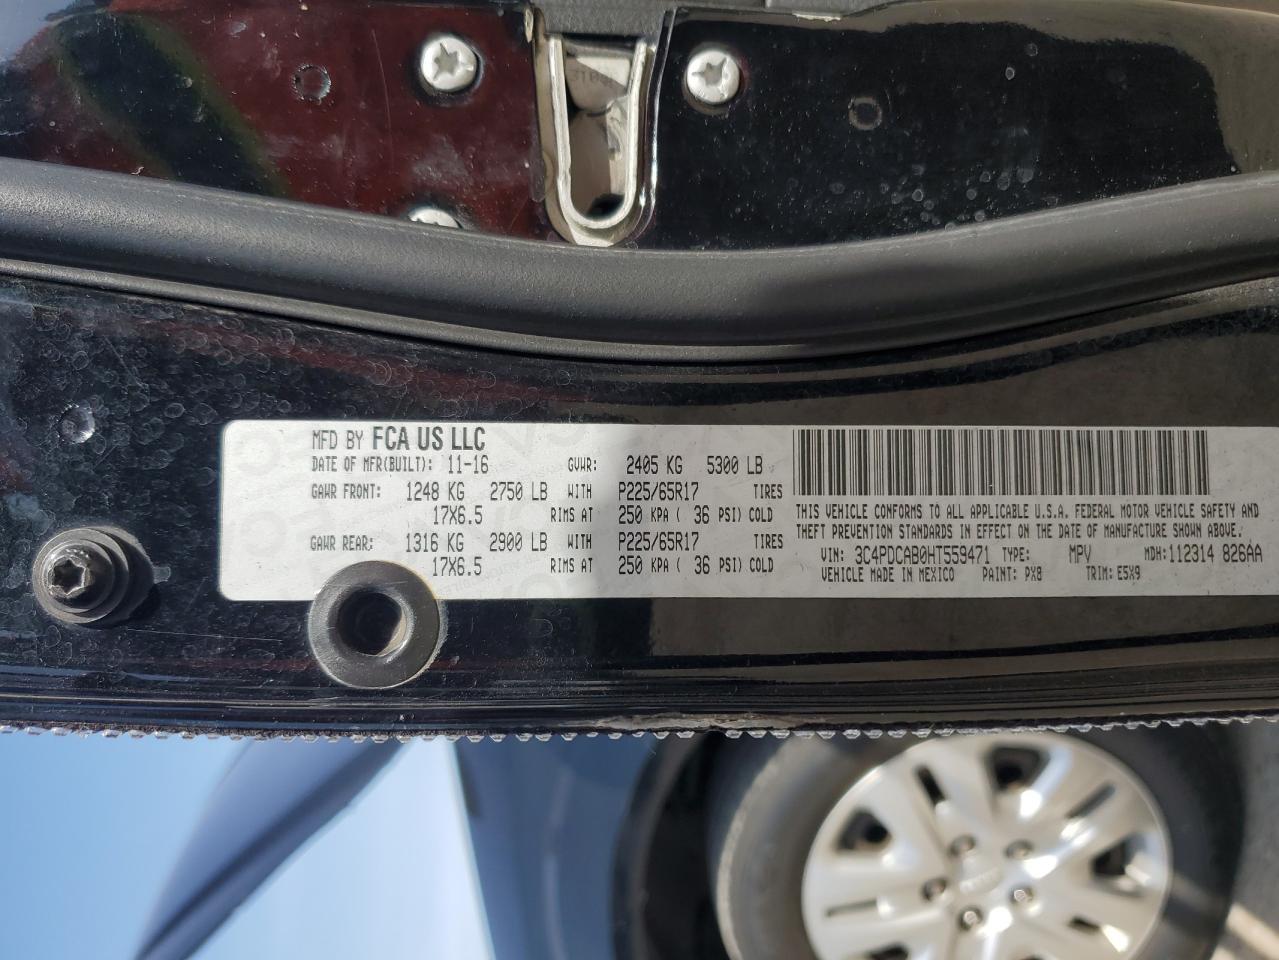 MFD BY FCA US LLC
DATE OF MFR(BUILT): 11-16 GVWR: 2405 KG 5300 LB
GAWR FRONT: 1248 KG 2750 LB WITH P225/65R17 TIRES
17X6.5 RIMS AT 250 KPA ( 36 PSI) COLD
GAWR REAR: 1316 KG 2900 LB WITH P225/65R17 TIRES
17X6.5 RIMS AT 250 KPA ( 36 PSI) COLD
THIS VEHICLE CONFORMS TO ALL APPLICABLE U.S.A. FEDERAL MOTOR VEHICLE SAFETY AND
THEFT PREVENTION STANDARDS IN EFFECT ON THE DATE OF MANUFACTURE SHOWN ABOVE.
VIN: 3C4PDCAB0HT559471 TYPE: MPV MDH: 112314 826AA
VEHICLE MADE IN MEXICO PAINT: PX8 TRIM: E5X9